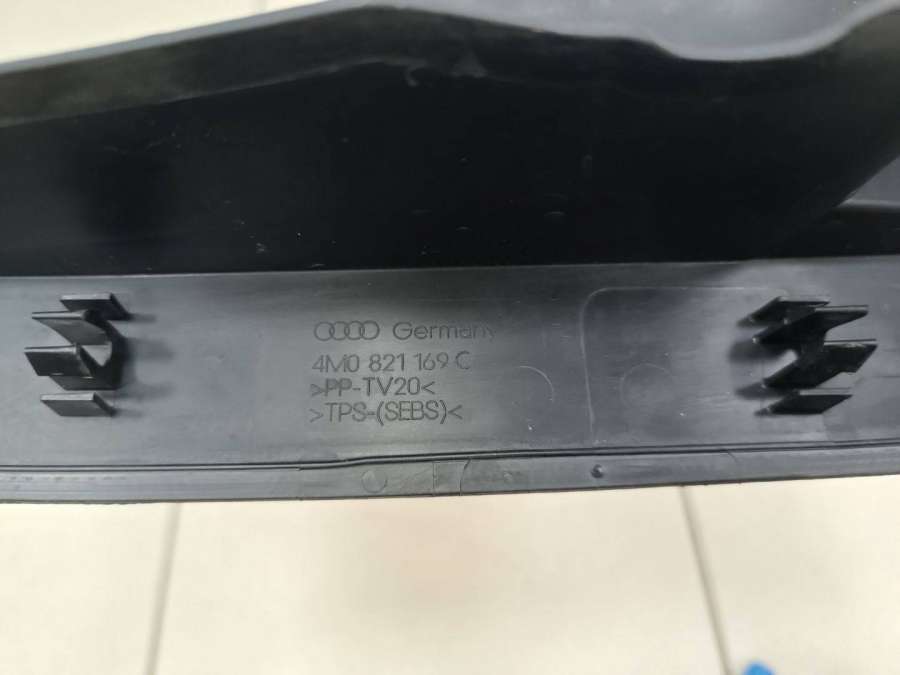 Germany
4M0 821 169 C
>PP-TV20<
>TPS-(SEBS)<